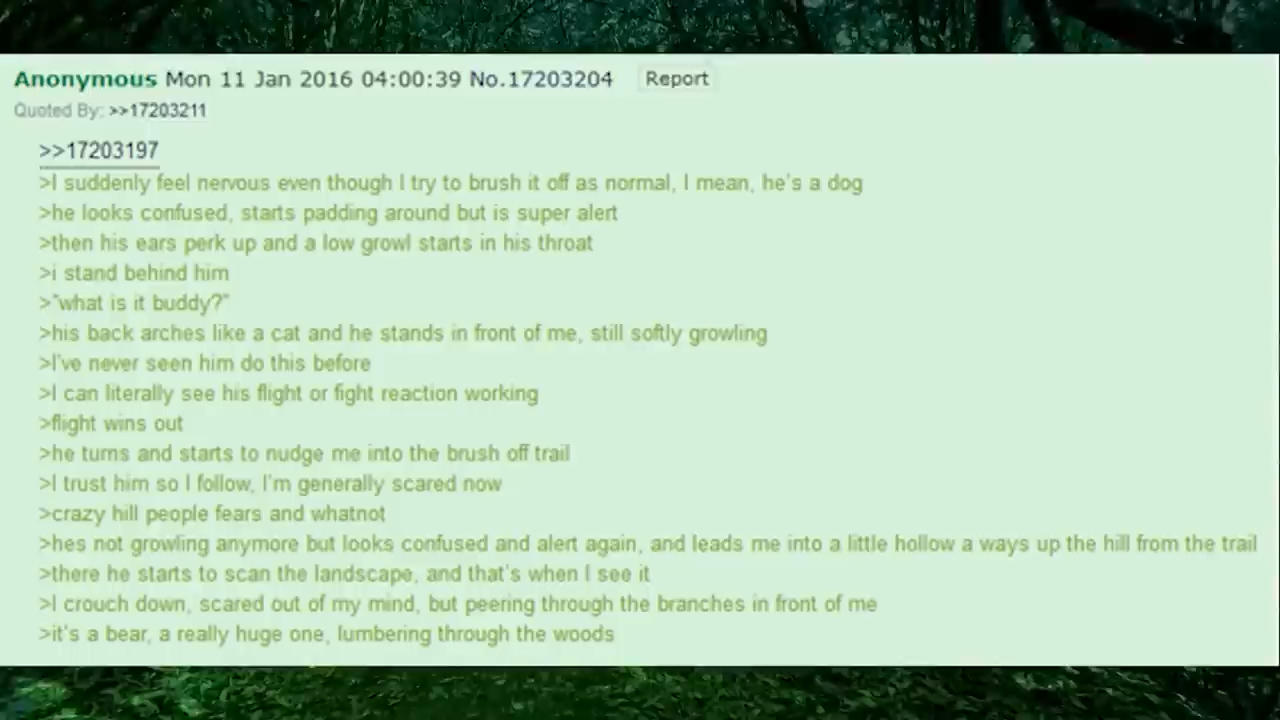 Anonymous Mon 11 Jan 2016 04:00:39 No.17203204 Report
Quoted By: >>17203211
>>17203197
>I suddenly feel nervous even though I try to brush it off as normal, I mean, he's a dog
>he looks confused, starts padding around but is super alert
>then his ears perk up and a low growl starts in his throat
>i stand behind him
>"what is it buddy?"
>his back arches like a cat and he stands in front of me, still softly growling
>I've never seen him do this before
>I can literally see his flight or fight reaction working
>flight wins out
>he turns and starts to nudge me into the brush off trail
>I trust him so I follow, I'm generally scared now
>crazy hill people fears and whatnot
>hes not growling anymore but looks confused and alert again, and leads me into a little hollow a ways up the hill from the trail
>there he starts to scan the landscape, and that's when I see it
>I crouch down, scared out of my mind, but peering through the branches in front of me
>it's a bear, a really huge one, lumbering through the woods